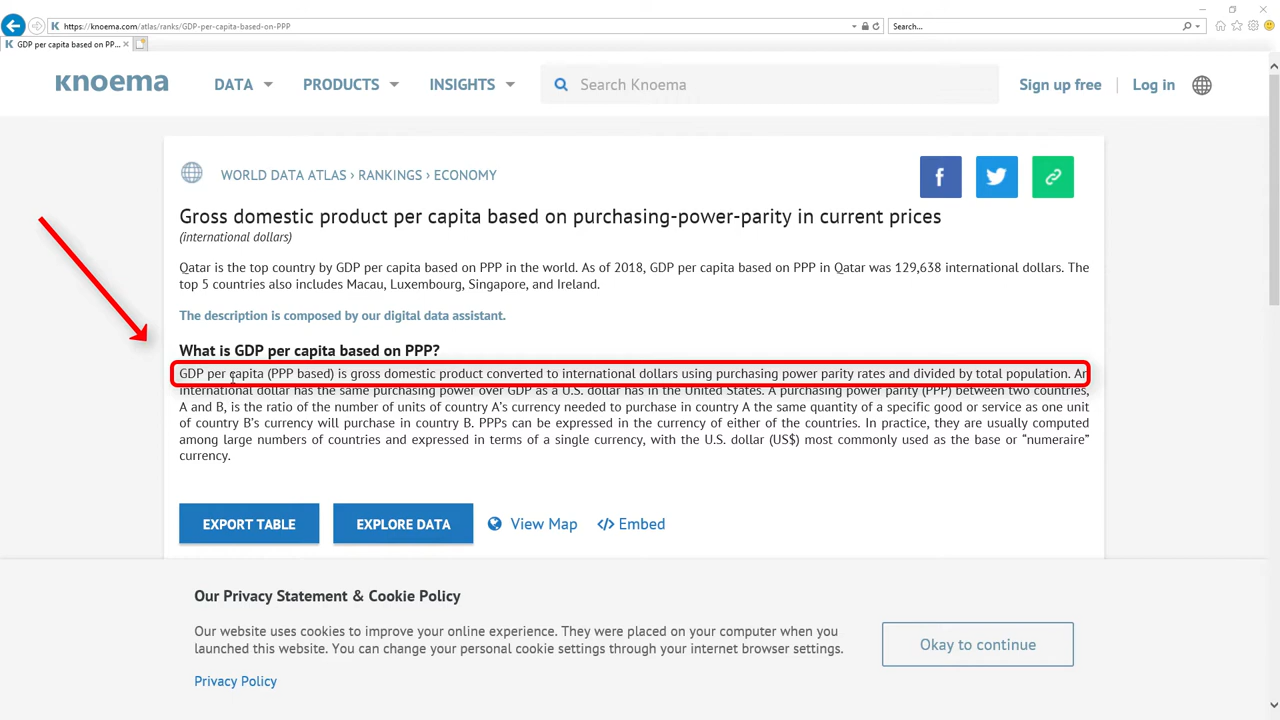 https://knoema.com/atlas/ranks/GDP-per-capita-based-on-PPP
Search...
GDP per capita based on PP...
knoema
DATA
PRODUCTS
INSIGHTS
Search Knoema
Sign up free
Log in
WORLD DATA ATLAS › RANKINGS › ECONOMY
Gross domestic product per capita based on purchasing-power-parity in current prices
(international dollars)
Qatar is the top country by GDP per capita based on PPP in the world. As of 2018, GDP per capita based on PPP in Qatar was 129,638 international dollars. The
top 5 countries also includes Macau, Luxembourg, Singapore, and Ireland.
The description is composed by our digital data assistant.
What is GDP per capita based on PPP?
GDP per capita (PPP based) is gross domestic product converted to international dollars using purchasing power parity rates and divided by total population. An
international dollar has the same purchasing power over GDP as a U.S. dollar has in the United States. A purchasing power parity (PPP) between two countries,
A and B, is the ratio of the number of units of country A's currency needed to purchase in country A the same quantity of a specific good or service as one unit
of country B's currency will purchase in country B. PPPs can be expressed in the currency of either of the countries. In practice, they are usually computed
among large numbers of countries and expressed in terms of a single currency, with the U.S. dollar (US$) most commonly used as the base or “numeraire”
currency.
EXPORT TABLE
EXPLORE DATA
View Map
</> Embed
Our Privacy Statement & Cookie Policy
Our website uses cookies to improve your online experience. They were placed on your computer when you
launched this website. You can change your personal cookie settings through your internet browser settings.
Okay to continue
Privacy Policy